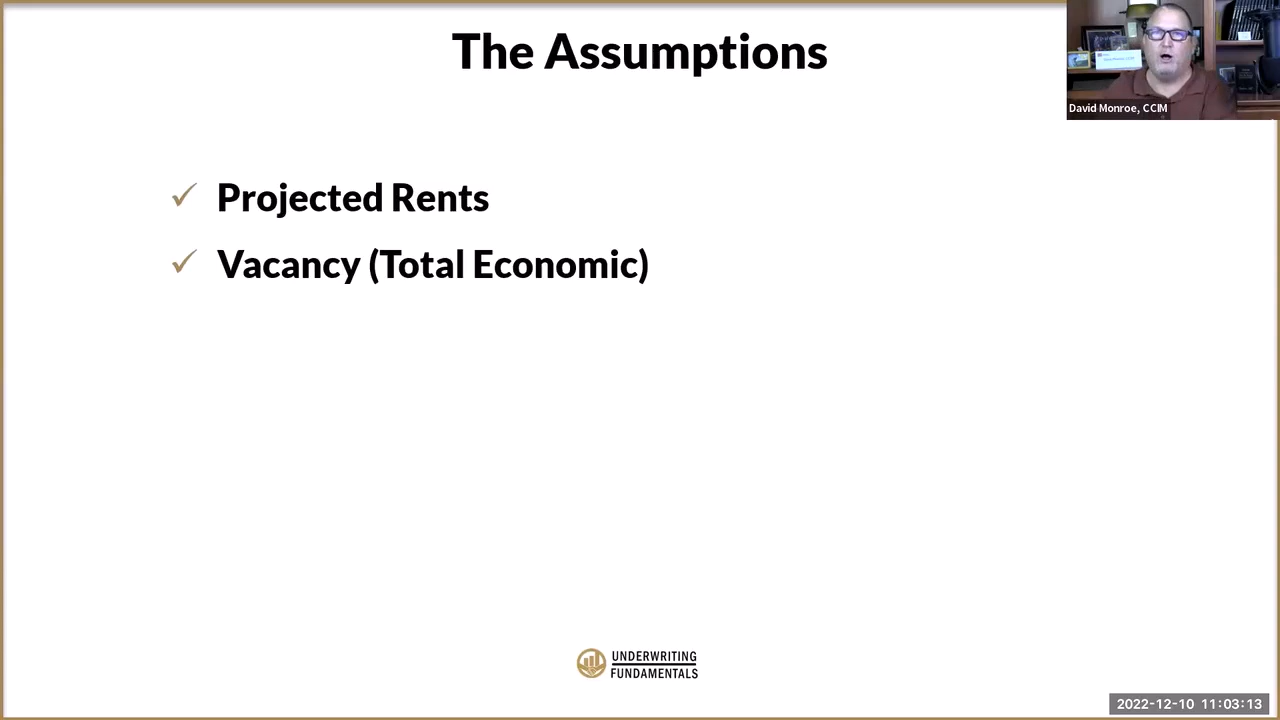 The Assumptions
David Monroe, CCIM
Projected Rents
Vacancy (Total Economic)
UNDERWRITING
FUNDAMENTALS
2022-12-10 11:03:13